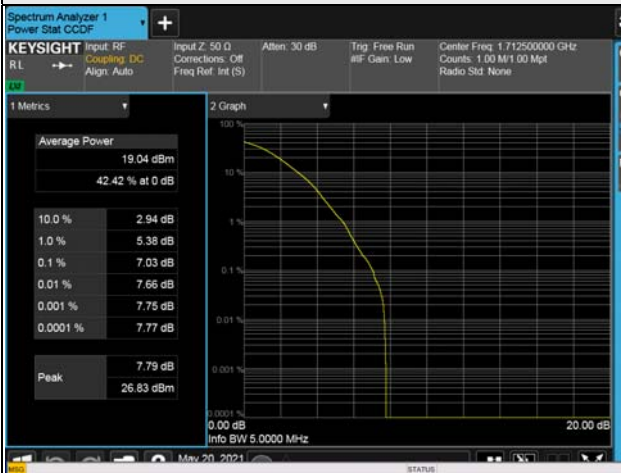 Spectrum Analyzer 1
Power Stat CCDF
KEYSIGHT
RL
Input: RF
Coupling: DC
Align: Auto
Input Z: 50 Ω
Corrections: Off
Freq Ref: Int (S)
Atten: 30 dB
Trig: Free Run
#IF Gain: Low
Center Freq: 1.712500000 GHz
Counts: 1.00 M/1.00 Mpt
Radio Std: None
1 Metrics
Average Power
19.04 dBm
42.42 % at 0 dB
10.0 % 2.94 dB
1.0 % 5.38 dB
0.1 % 7.03 dB
0.01 % 7.66 dB
0.001 % 7.75 dB
0.0001 % 7.77 dB
Peak
7.79 dB
26.83 dBm
2 Graph
100 %
10 %
1 %
0.1 %
0.01 %
0.001 %
0.0001 %
0.00 dB 20.00 dB
Info BW 5.0000 MHz
May 20, 2021
MSG STATUS